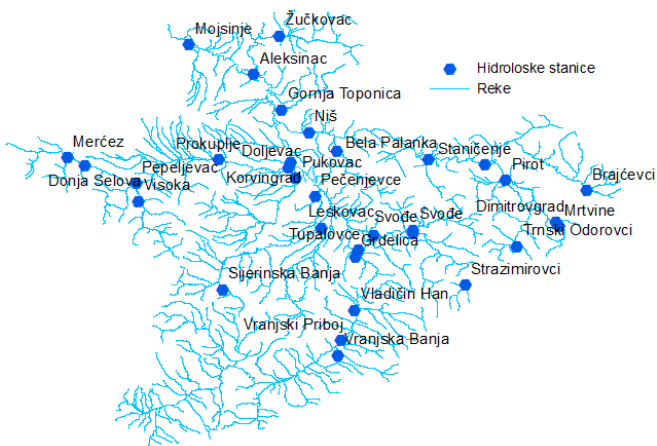 Mojsinje
Žučkovac
Aleksinac
Hidroloske stanice
Reke
Gornja Toponica
Niš
Merćez
Prokuplje
Doljevac
Bela Palanka
Staničenje
Donja Selova
Pepeljevac
Visoka
Korvingrad
Pukovac
Pečenjevce
Pirot
Brajćevci
Leskovac
Svođe
Svođe
Dimitrovgrad
Mrtvine
Tupalovce
Grdelica
Trnski Odorovci
Sijerinska Banja
Strazimirovci
Vladičin Han
Vranjski Priboj
Vranjska Banja